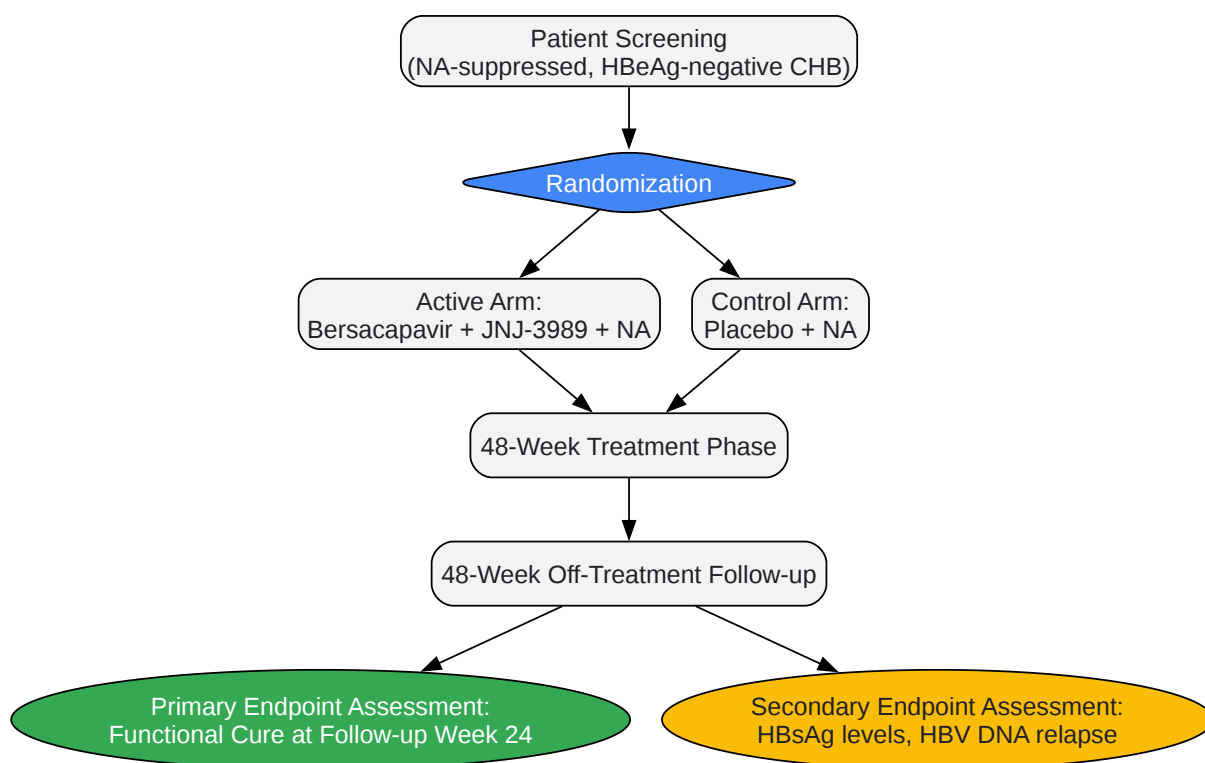 Patient Screening
(NA-suppressed, HBeAg-negative CHB)
Randomization
Active Arm:
Bersacapavir + JNJ-3989 + NA
Control Arm:
Placebo + NA
48-Week Treatment Phase
48-Week Off-Treatment Follow-up
Primary Endpoint Assessment:
Functional Cure at Follow-up Week 24
Secondary Endpoint Assessment:
HBsAg levels, HBV DNA relapse